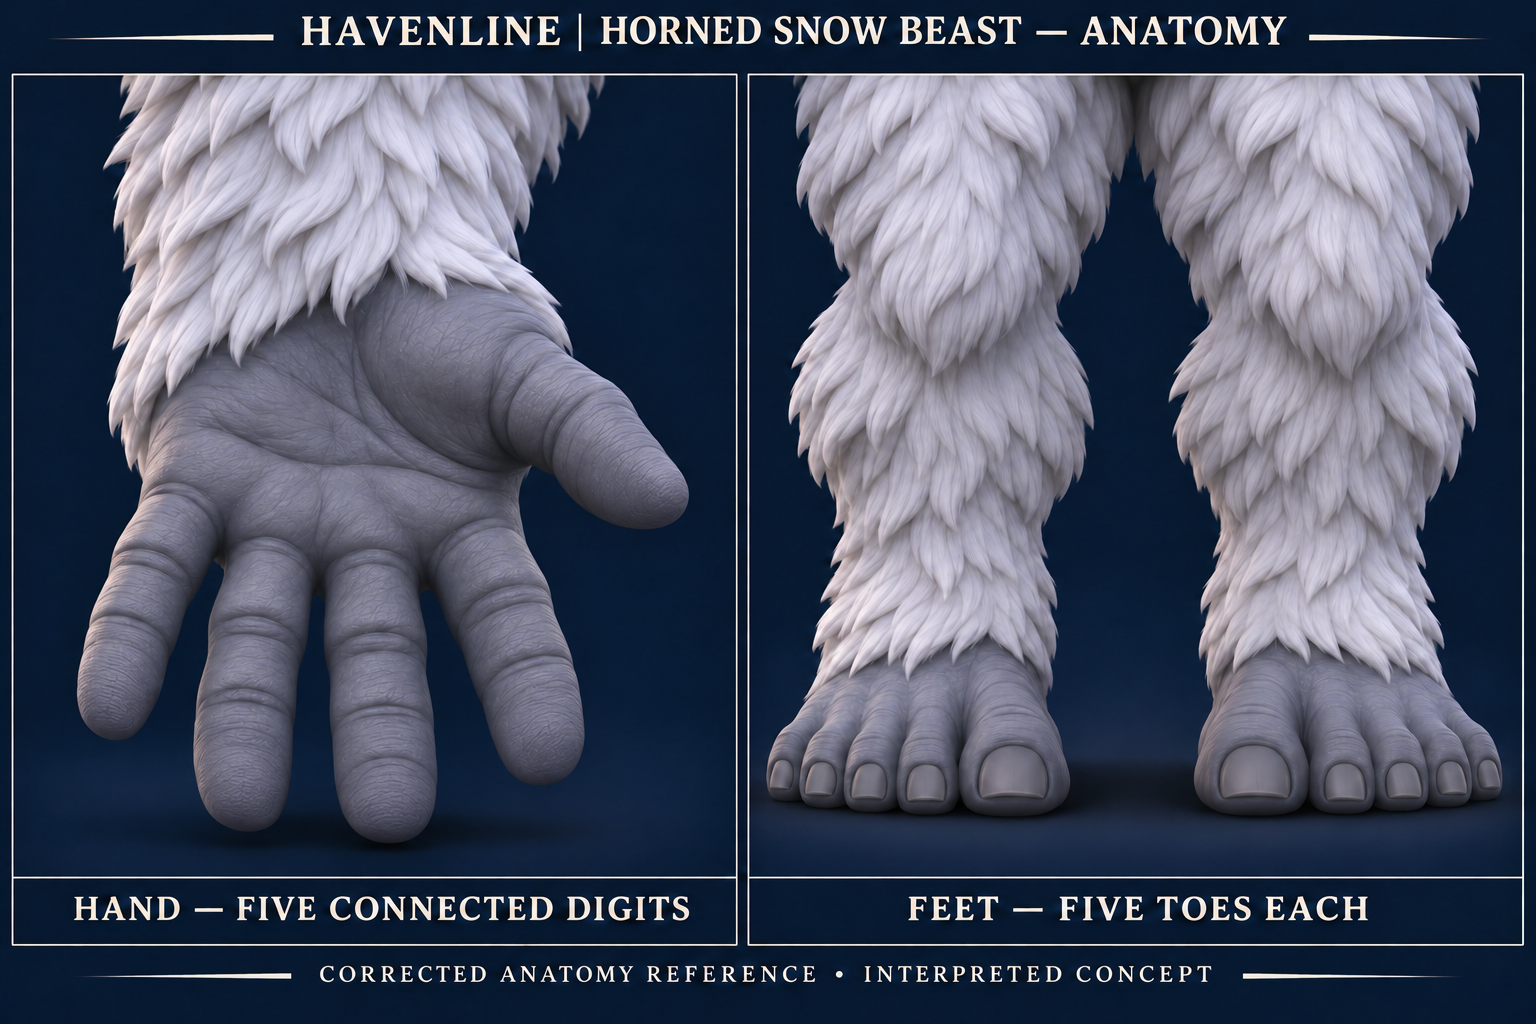 HAVENLINE | HORNED SNOW BEAST — ANATOMY
HAND — FIVE CONNECTED DIGITS
FEET — FIVE TOES EACH
CORRECTED ANATOMY REFERENCE • INTERPRETED CONCEPT